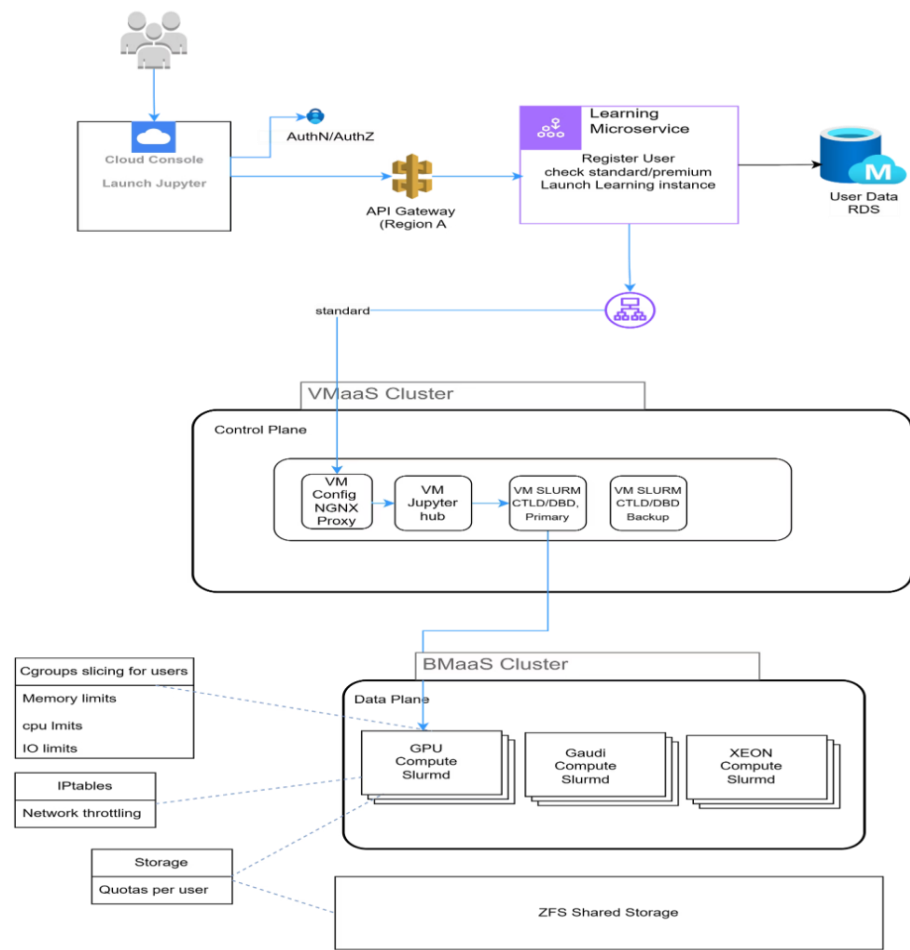 Cloud Console
Launch Jupyter
AuthN/AuthZ
API Gateway
(Region A
Learning
Microservice
Register User
check standard/premium
Launch Learning instance
M
User Data
RDS
standard
VMaaS Cluster
Control Plane
VM
Config
NGNX
Proxy
VM
Jupyter
hub
VM SLURM
CTLD/DBD,
Primary
VM SLURM
CTLD/DBD
Backup
BMaaS Cluster
Data Plane
GPU
Compute
Slurmd
Gaudi
Compute
Slurmd
XEON
Compute
Slurmd
Cgroups slicing for users
Memory limits
cpu lmits
IO limits
IPtables
Network throttling
Storage
Quotas per user
ZFS Shared Storage